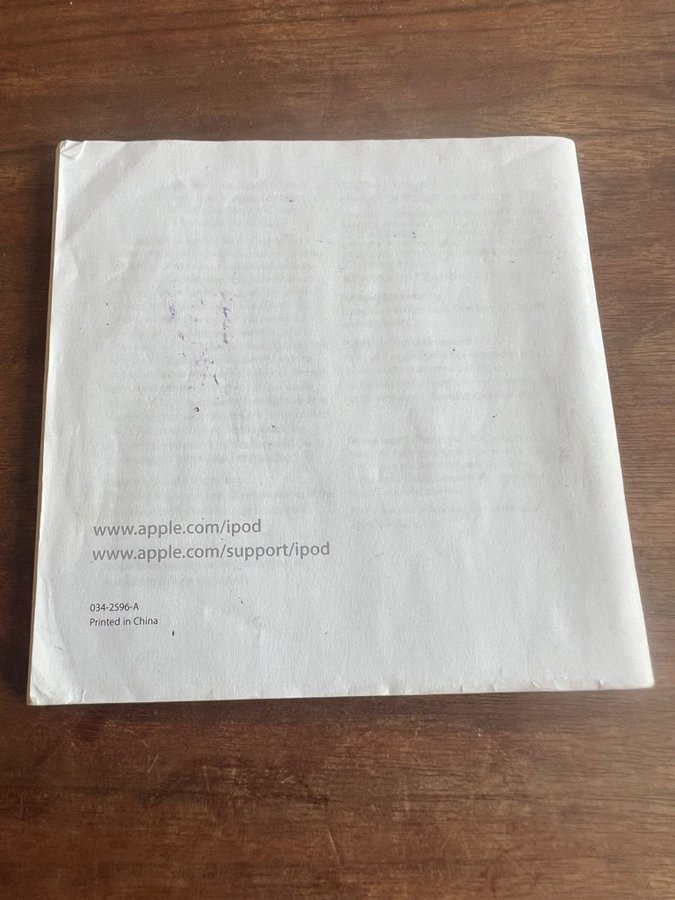 www.apple.com/ipod
www.apple.com/support/ipod
034-2596-A
Printed in China